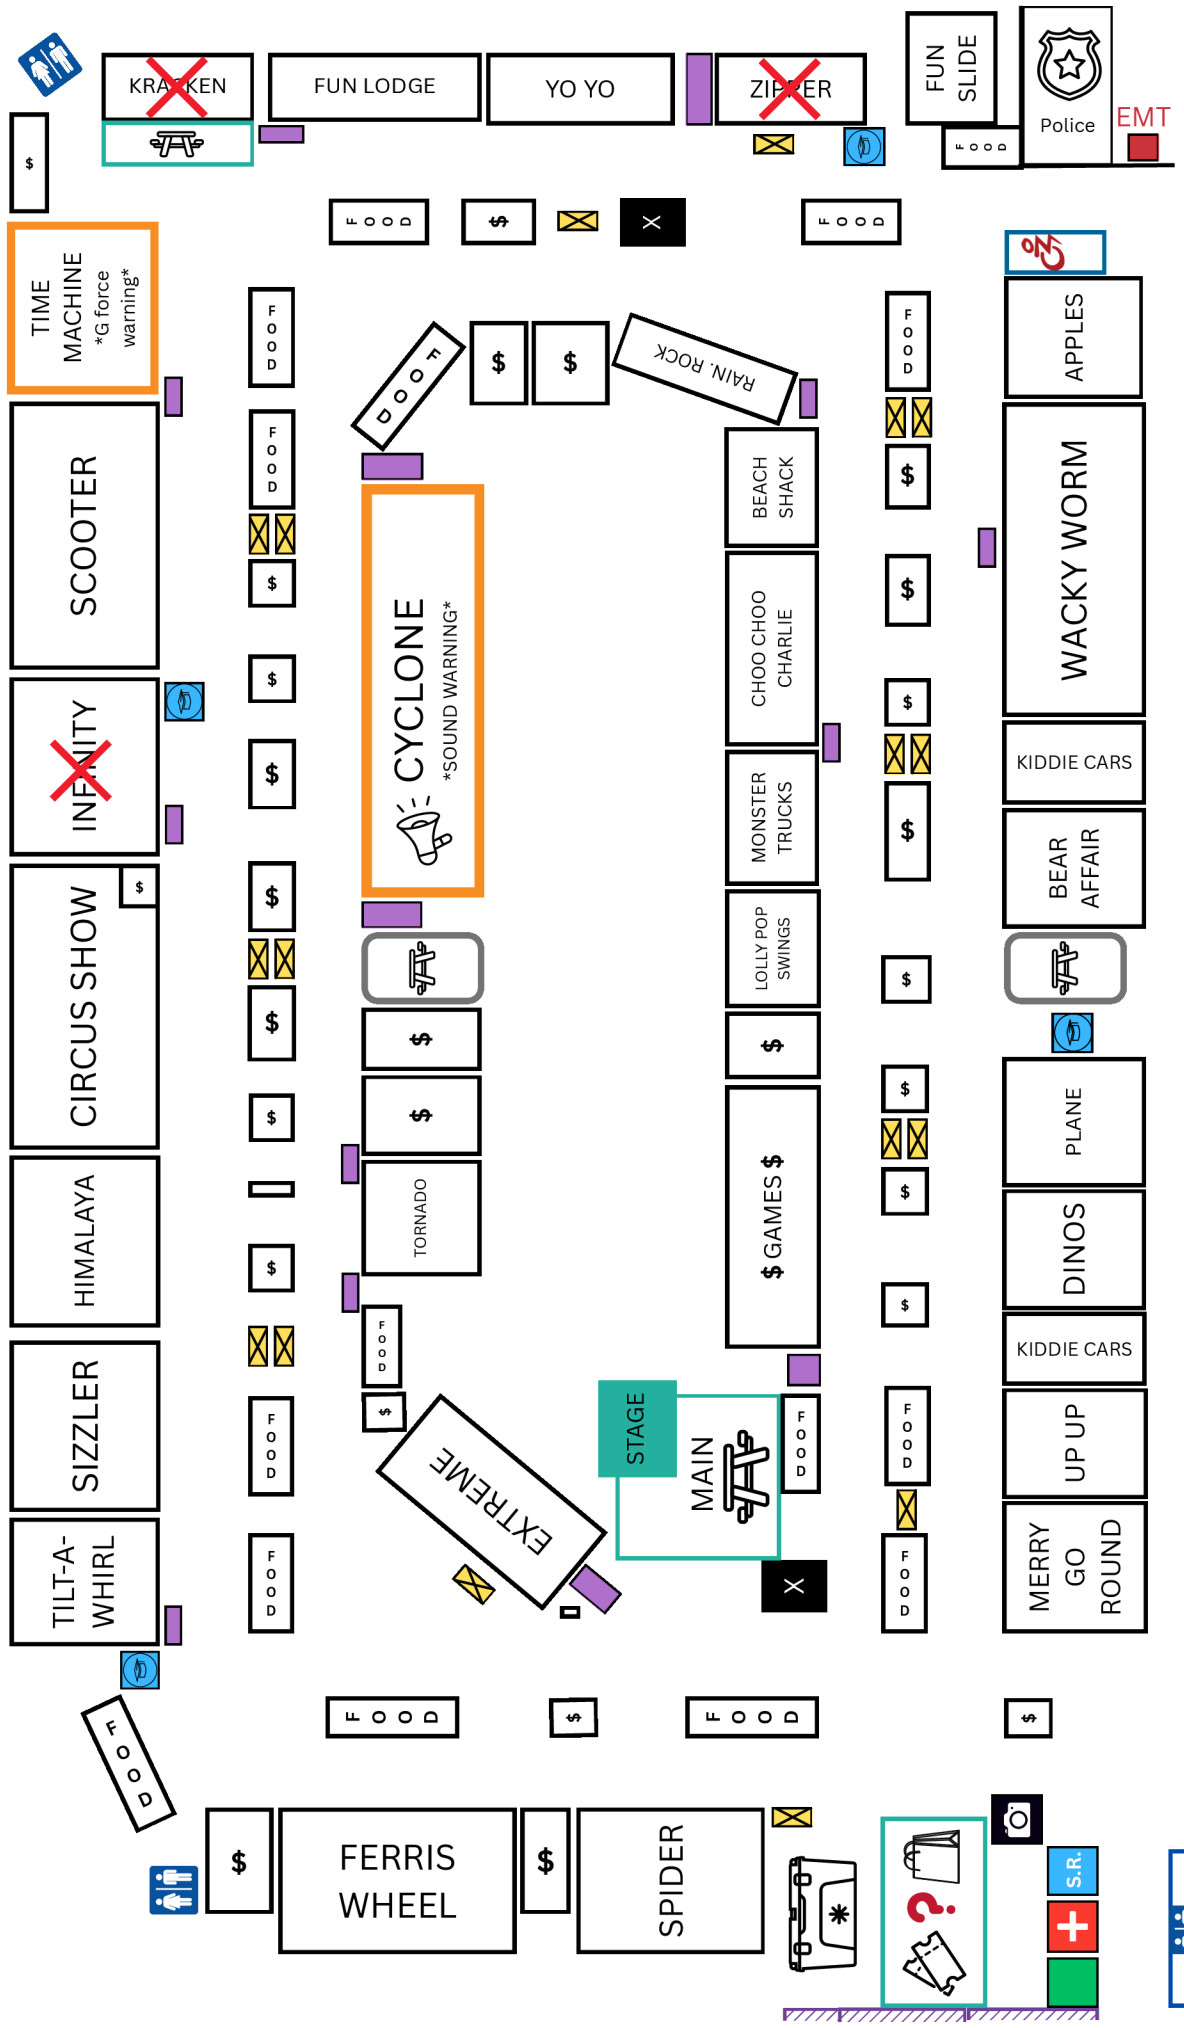 KRAKEN
FUN LODGE
YO YO
ZIPPER
FUN
SLIDE
Police
EMT
$
FOOD
FOOD
$
X
FOOD
TIME
MACHINE
*G force
warning*
FOOD
FOOD
$
$
RAIN. ROCK
FOOD
APPLES
SCOOTER
FOOD
$
BEACH
SHACK
$
WACKY WORM
CYCLONE
*SOUND WARNING*
CHOO CHOO
CHARLIE
$
INFINITY
$
$
$
KIDDIE CARS
MONSTER
TRUCKS
$
BEAR
AFFAIR
CIRCUS SHOW
$
$
LOLLY POP
SWINGS
$
$
$
$
$
$
$
PLANE
HIMALAYA
$
TORNADO
$ GAMES $
$
DINOS
$
SIZZLER
FOOD
FOOD
$
EXTREME
STAGE
MAIN
FOOD
FOOD
KIDDIE CARS
UP UP
TILT-A-
WHIRL
FOOD
X
FOOD
MERRY
GO
ROUND
FOOD
FOOD
$
FOOD
$
$
FERRIS
WHEEL
$
SPIDER
?
S.R.